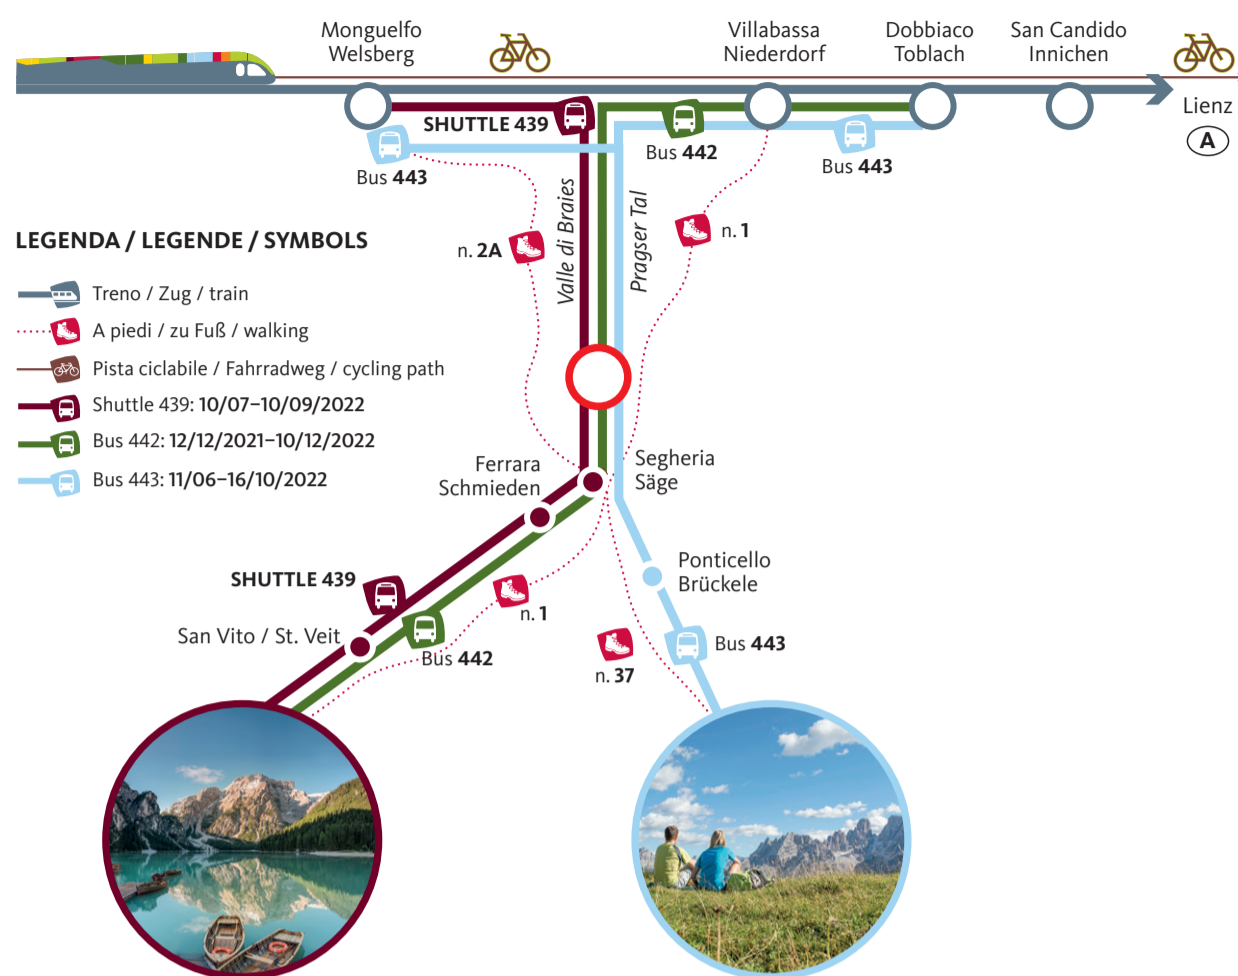 Monguelfo
Welsberg
Villabassa
Niederdorf
Dobbiaco
Toblach
San Candido
Innichen
Lienz
A
SHUTTLE 439
Bus 442
Bus 443
Bus 443
LEGENDA / LEGENDE / SYMBOLS
Treno / Zug / train
A piedi / zu Fuß / walking
Pista ciclabile / Fahrradweg / cycling path
Shuttle 439: 10/07–10/09/2022
Bus 442: 12/12/2021–10/12/2022
Bus 443: 11/06–16/10/2022
n. 2A
Valle di Braies
Pragser Tal
n. 1
Ferrara
Schmieden
Segheria
Säge
Ponticello
Brückele
SHUTTLE 439
n. 1
San Vito / St. Veit
Bus 442
Bus 443
n. 37